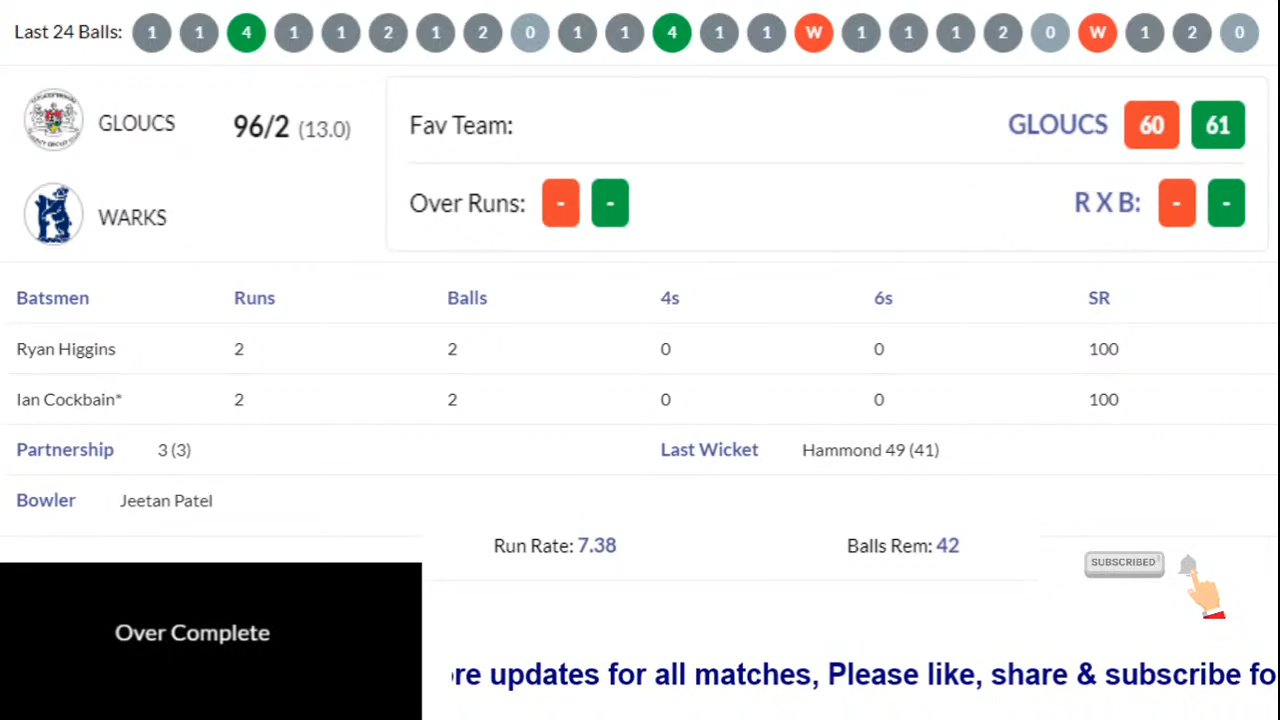 Last 24 Balls: 1 1 4 1 1 2 1 2 0 1 1 4 1 1 W 1 1 1 2 0 W 1 2 0
GLOUCS 96/2 (13.0)
Fav Team: GLOUCS 60 61
WARKS
Over Runs: - - R X B: - -
Batsmen Runs Balls 4s 6s SR
Ryan Higgins 2 2 0 0 100
Ian Cockbain* 2 2 0 0 100
Partnership 3 (3) Last Wicket Hammond 49 (41)
Bowler Jeetan Patel
Run Rate: 7.38 Balls Rem: 42
SUBSCRIBED
Over Complete
re updates for all matches, Please like, share & subscribe fo